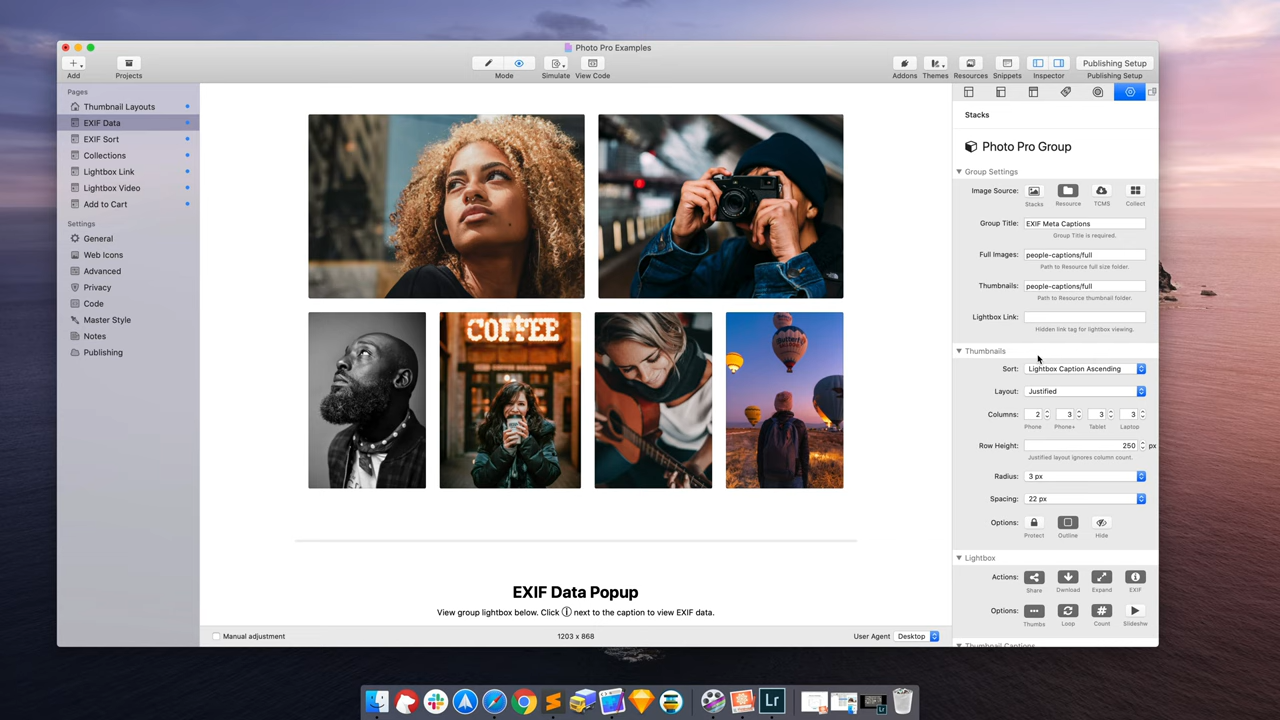 Photo Pro Examples
Add
Projects
Mode
Simulate
View Code
Addons
Themes
Resources
Snippets
Inspector
Publishing Setup
Publishing Setup
Pages
Thumbnail Layouts
EXIF Data
EXIF Sort
Collections
Lightbox Link
Lightbox Video
Add to Cart
Settings
General
Web Icons
Advanced
Privacy
Code
Master Style
Notes
Publishing
COFFEE
EXIF Data Popup
View group lightbox below. Click ⓘ next to the caption to view EXIF data.
Manual adjustment
1203 x 868
User Agent Desktop
Stacks
Photo Pro Group
Group Settings
Image Source:
Stacks Resource TCMS Collect
Group Title: EXIF Meta Captions
Group Title is required.
Full Images: people-captions/full
Path to Resource full size folder.
Thumbnails: people-captions/full
Path to Resource thumbnail folder.
Lightbox Link:
Hidden link tag for lightbox viewing.
Thumbnails
Sort: Lightbox Caption Ascending
Layout: Justified
Columns: 2 3 3 3
Phone Phone+ Tablet Laptop
Row Height: 250 px
Justified layout ignores column count.
Radius: 3 px
Spacing: 22 px
Options:
Protect Outline Hide
Lightbox
Actions:
Share Dwnload Expand EXIF
Options:
Thumbs Loop Count Slideshw
Thumbnail Captions
Lr